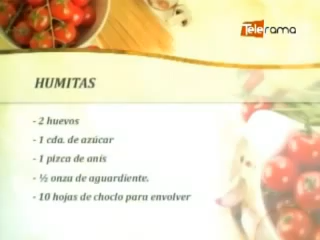 Telerama
HUMITAS
- 2 huevos
- 1 cda. de azúcar
- 1 pizca de anís
- ½ onza de aguardiente.
- 10 hojas de choclo para envolver